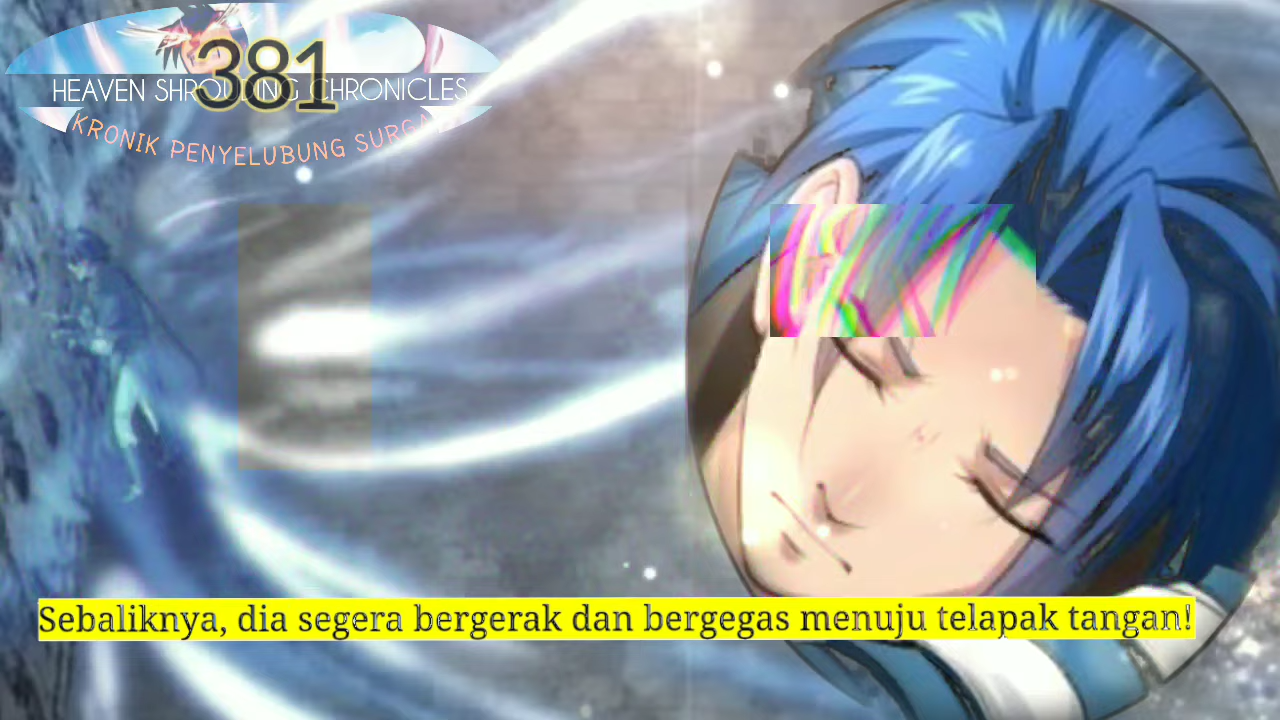 381
HEAVEN SHROUDING CHRONICLES
KRONIK PENYELUBUNG SURGA
Sebaliknya, dia segera bergerak dan bergegas menuju telapak tangan!